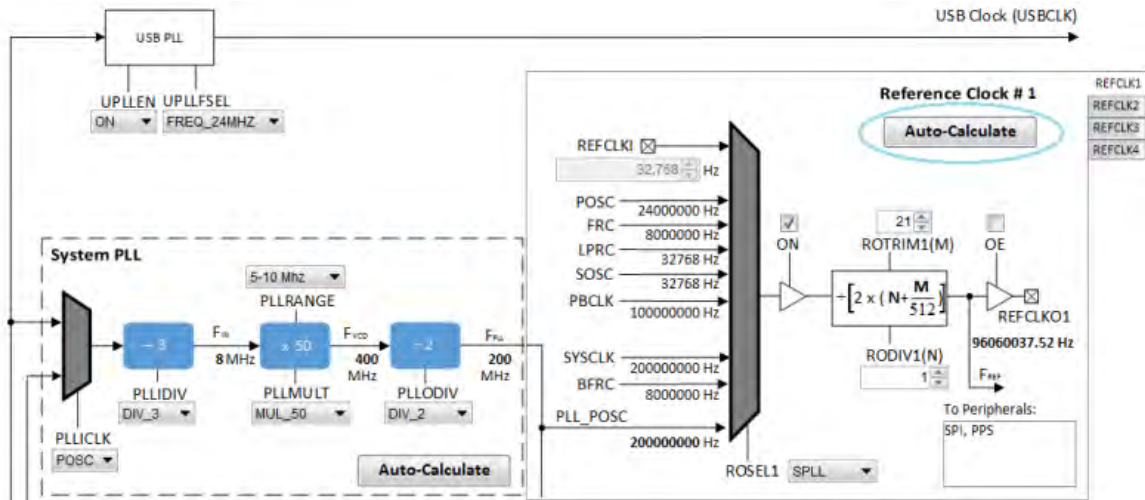 USB Clock (USBCLK)
USB PLL
UPLLEN
UPLLFSEL
ON
FREQ_24MHZ
Reference Clock # 1
Auto-Calculate
REFCLK1
REFCLK2
REFCLK3
REFCLK4
REFCLKI
32,768 Hz
POSC
24000000 Hz
FRC
8000000 Hz
LPRC
32768 Hz
SOSC
32768 Hz
PBCLK
100000000 Hz
SYSCLK
200000000 Hz
BFRC
8000000 Hz
PLL_POSC
200000000 Hz
ROSEL1
SPLL
ON
21
ROTRIM1(M)
÷[2 x (N+M/512)]
RODIV1(N)
1
OE
REFCLKO1
96060037.52 Hz
FREF
To Peripherals:
SPI, PPS
System PLL
5-10 Mhz
PLLRANGE
÷ 3
FIN
8 MHz
x 50
FVCO
400
MHz
÷2
FPLL
200
MHz
PLLIDIV
DIV_3
PLLMULT
MUL_50
PLLODIV
DIV_2
PLLICLK
POSC
Auto-Calculate